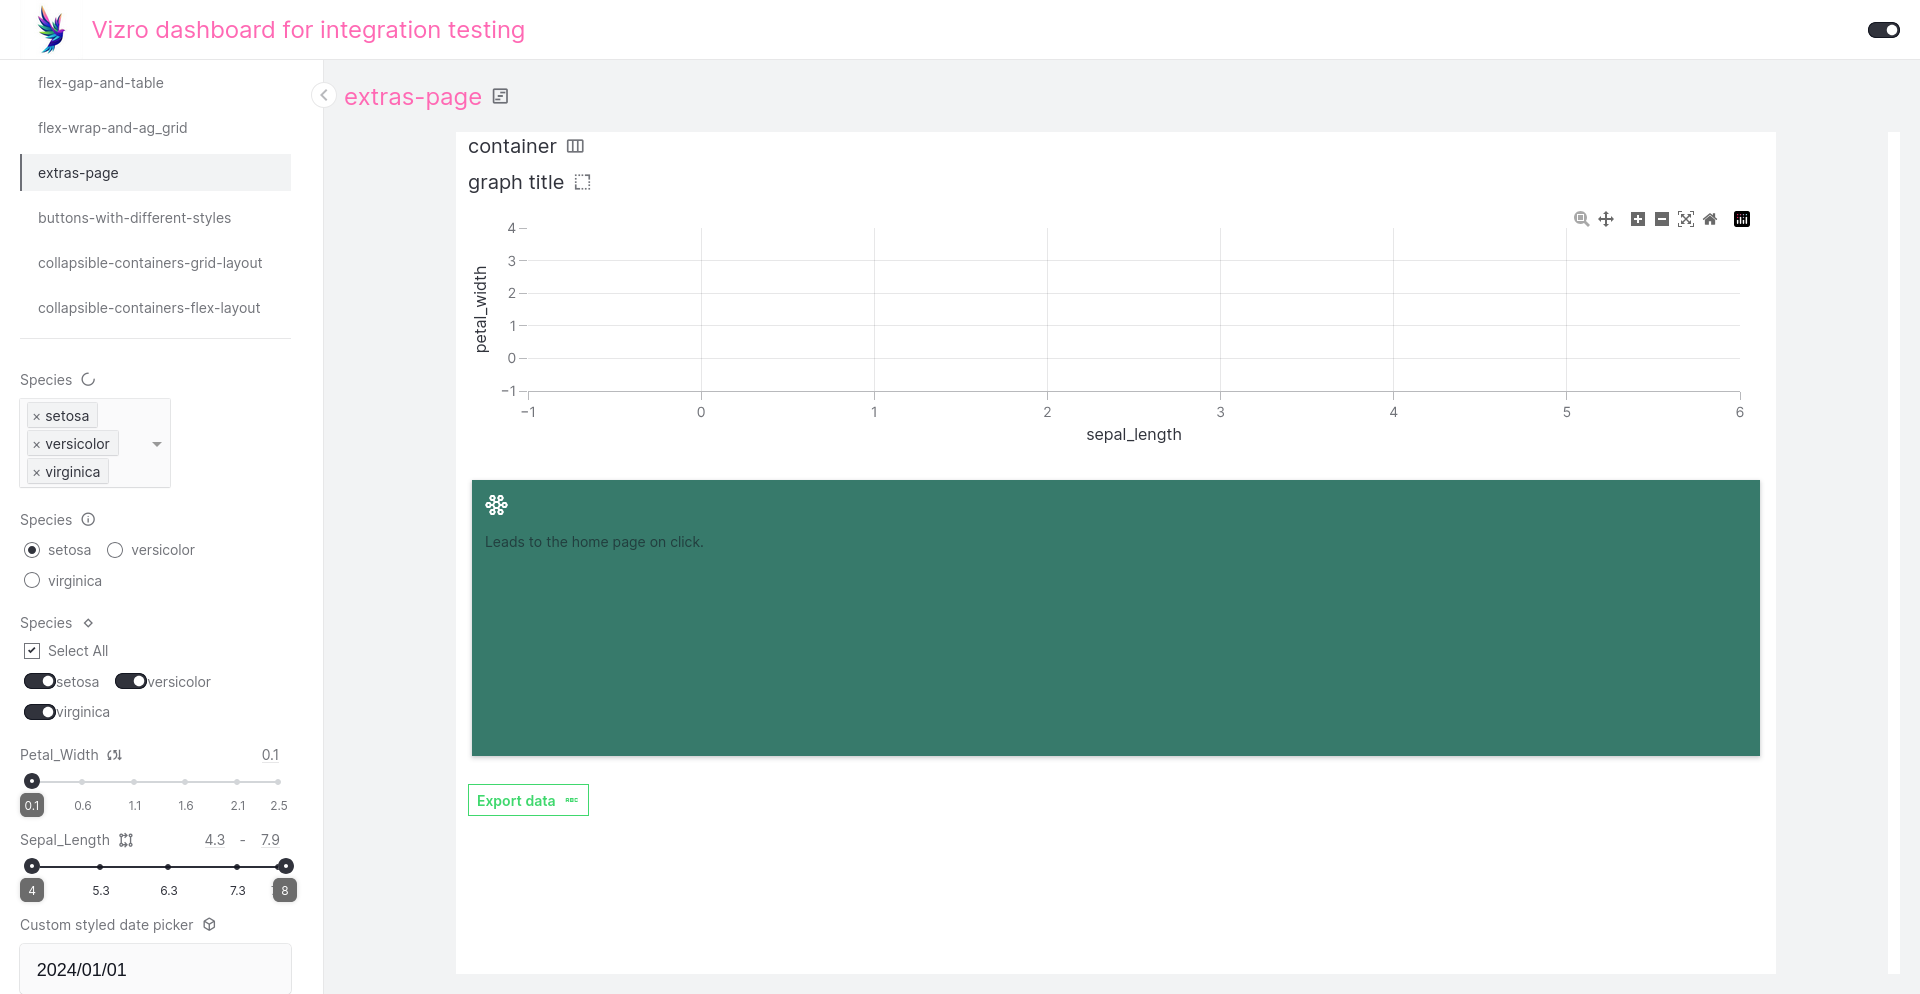 Vizro dashboard for integration testing
flex-gap-and-table
flex-wrap-and-ag_grid
extras-page
buttons-with-different-styles
collapsible-containers-grid-layout
collapsible-containers-flex-layout
Species
× setosa
× versicolor
× virginica
Species
setosa versicolor
virginica
Species
Select All
setosa versicolor
virginica
Petal_Width 0.1
0.1 0.6 1.1 1.6 2.1 2.5
Sepal_Length 4.3 - 7.9
4 5.3 6.3 7.3 8
Custom styled date picker
2024/01/01
extras-page
container
graph title
4
3
2
1
0
−1
petal_width
−1 0 1 2 3 4 5 6
sepal_length
Leads to the home page on click.
Export data ABC